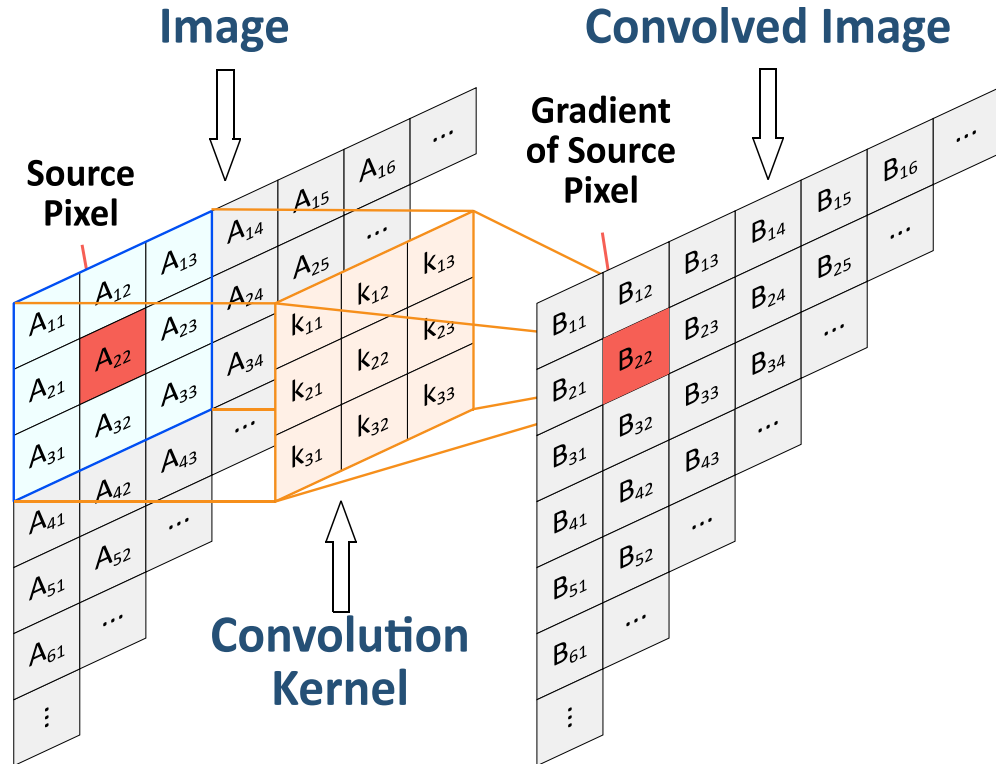 Image
Convolved Image
Source
Pixel
Gradient
of Source
Pixel
A₁₁ A₁₂ A₁₃ A₁₄ A₁₅ A₁₆ ...
A₂₁ A₂₂ A₂₃ A₂₄ A₂₅ ...
A₃₁ A₃₂ A₃₃ A₃₄ ...
A₄₁ A₄₂ A₄₃ ...
A₅₁ A₅₂ ...
A₆₁ ...
⋮
k₁₁ k₁₂ k₁₃
k₂₁ k₂₂ k₂₃
k₃₁ k₃₂ k₃₃
Convolution
Kernel
B₁₁ B₁₂ B₁₃ B₁₄ B₁₅ B₁₆ ...
B₂₁ B₂₂ B₂₃ B₂₄ B₂₅ ...
B₃₁ B₃₂ B₃₃ B₃₄ ...
B₄₁ B₄₂ B₄₃ ...
B₅₁ B₅₂ ...
B₆₁ ...
⋮